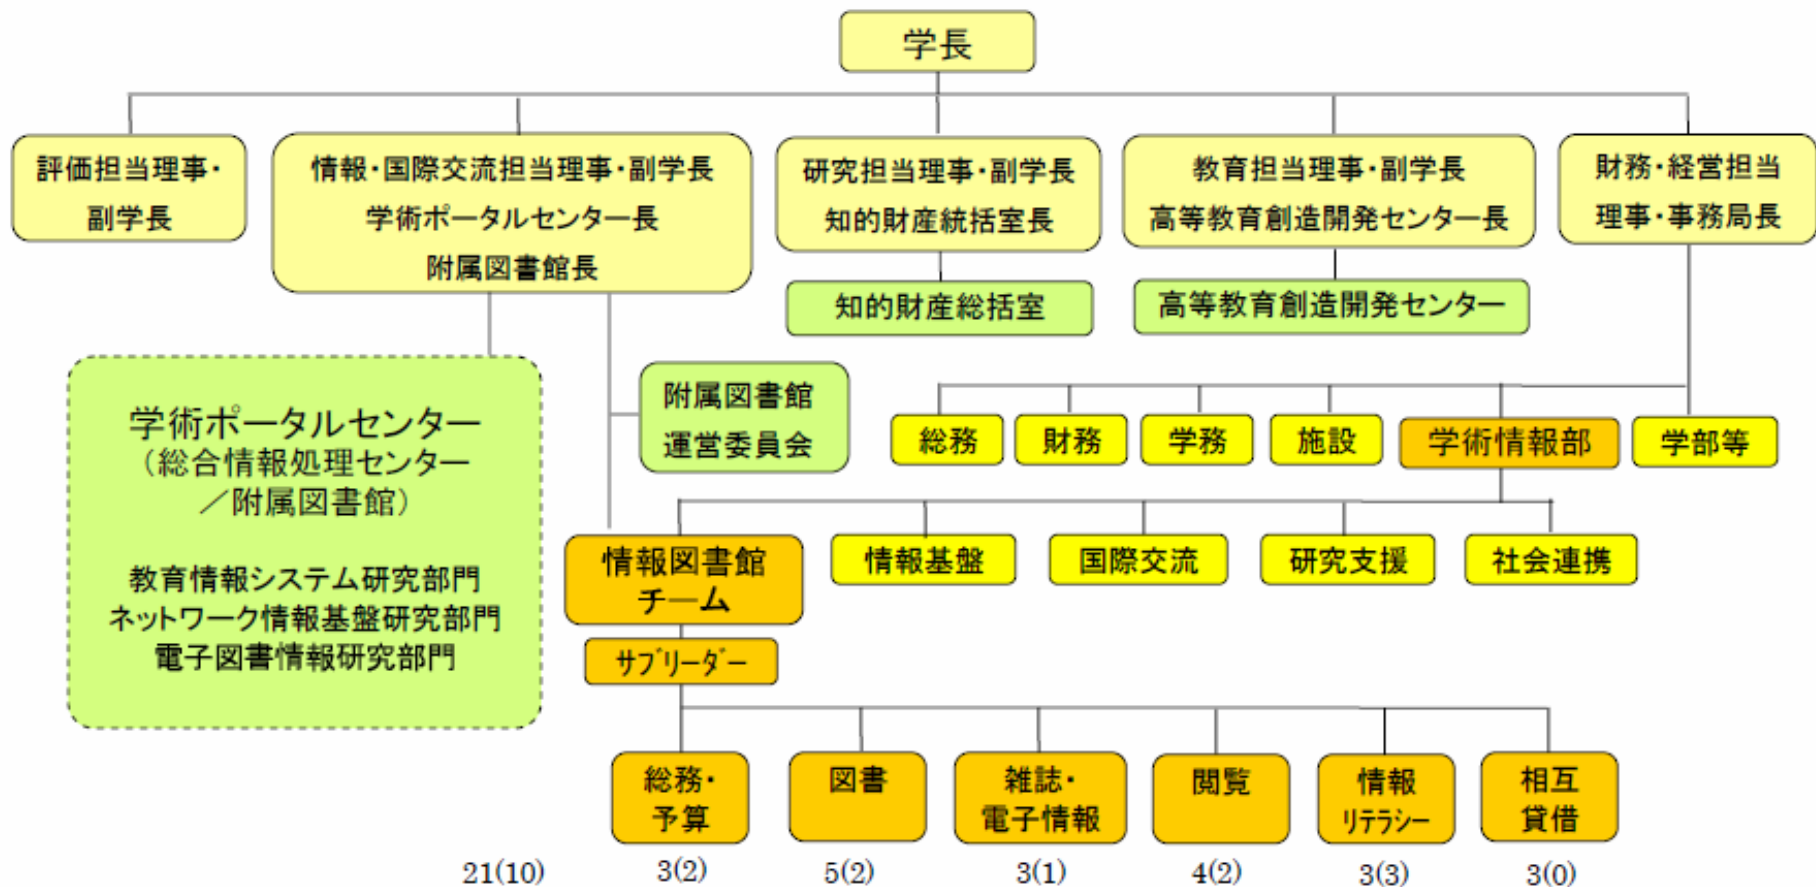 学長
評価担当理事・
副学長
情報・国際交流担当理事・副学長
学術ポータルセンター長
附属図書館長
研究担当理事・副学長
知的財産統括室長
教育担当理事・副学長
高等教育創造開発センター長
財務・経営担当
理事・事務局長
知的財産総括室
高等教育創造開発センター
学術ポータルセンター
（総合情報処理センター
／附属図書館）
教育情報システム研究部門
ネットワーク情報基盤研究部門
電子図書情報研究部門
附属図書館
運営委員会
総務
財務
学務
施設
学術情報部
学部等
情報図書館
チーム
情報基盤
国際交流
研究支援
社会連携
サブリーダー
総務・
予算
図書
雑誌・
電子情報
閲覧
情報
リテラシー
相互
貸借
21(10)
3(2)
5(2)
3(1)
4(2)
3(3)
3(0)